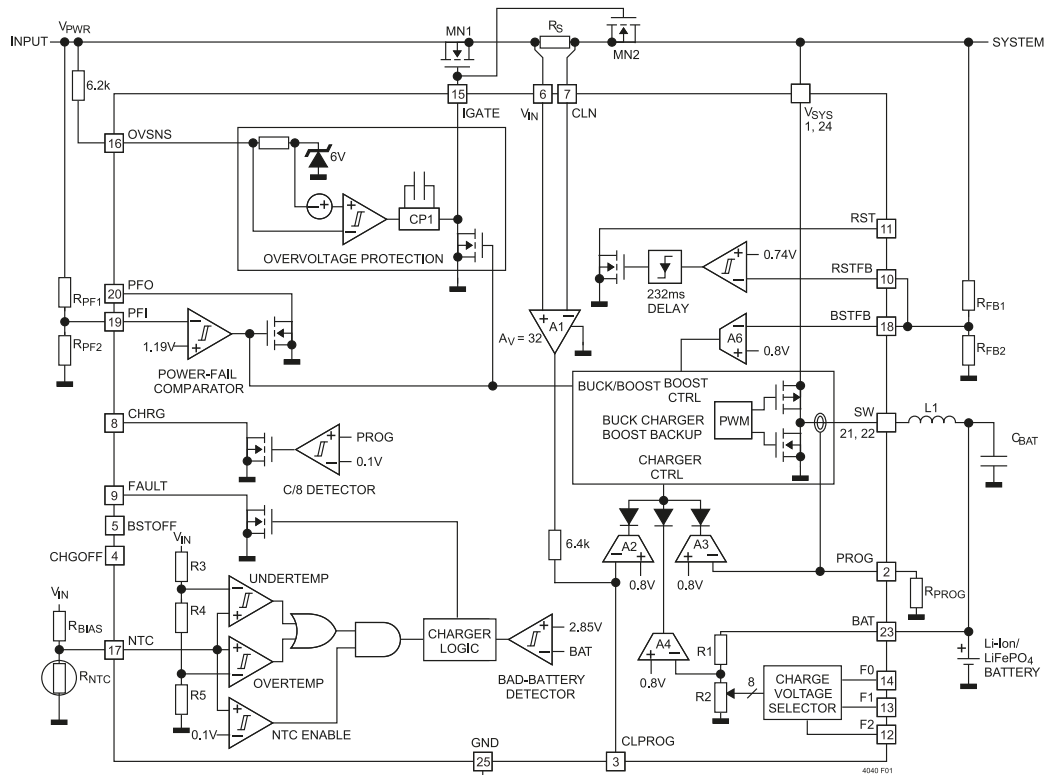 INPUT
VPWR
MN1
RS
MN2
SYSTEM
6.2k
15
IGATE
6
VIN
7
CLN
VSYS
1, 24
16
OVSNS
6V
CP1
OVERVOLTAGE PROTECTION
RST
11
0.74V
RSTFB
10
232ms
DELAY
RFB1
BSTFB
18
RPF1
20
PFO
19
PFI
RPF2
1.19V
POWER-FAIL
COMPARATOR
A1
AV = 32
A6
0.8V
RFB2
BUCK/BOOST
BOOST
CTRL
BUCK CHARGER
BOOST BACKUP
PWM
CHARGER
CTRL
SW
21, 22
L1
CBAT
CHRG
8
PROG
0.1V
C/8 DETECTOR
FAULT
9
5
BSTOFF
CHGOFF
4
6.4k
A2
0.8V
A3
0.8V
PROG
2
RPROG
VIN
R3
UNDERTEMP
R4
VIN
RBIAS
NTC
17
RNTC
OVERTEMP
R5
0.1V
NTC ENABLE
CHARGER
LOGIC
2.85V
BAT
BAD-BATTERY
DETECTOR
A4
0.8V
R1
R2
8
CHARGE
VOLTAGE
SELECTOR
BAT
23
Li-Ion/
LiFePO4
BATTERY
F0
14
F1
13
F2
12
GND
25
CLPROG
3
4040 F01